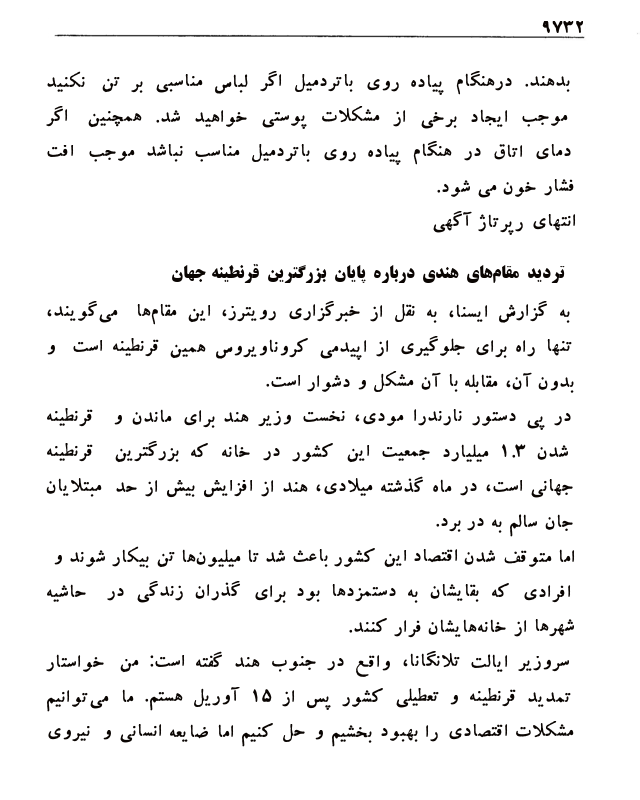 ۹۷۳۲
بدهند. درهنگام پیاده روی باتردمیل اگر لباس مناسبی بر تن نکنید
موجب ایجاد برخی از مشکلات پوستی خواهید شد. همچنین اگر
دمای اتاق در هنگام پیاده روی باتردمیل مناسب نباشد موجب افت
فشار خون می شود.
انتهای رپرتاژ آگهی
تردید مقام‌های هندی درباره پایان بزرگترین قرنطینه جهان
به گزارش ایسنا، به نقل از خبرگزاری رویترز، این مقام‌ها می‌گویند،
تنها راه برای جلوگیری از اپیدمی کروناویروس همین قرنطینه است و
بدون آن، مقابله با آن مشکل و دشوار است.
در پی دستور نارندرا مودی، نخست وزیر هند برای ماندن و قرنطینه
شدن ۱.۳ میلیارد جمعیت این کشور در خانه که بزرگترین قرنطینه
جهانی است، در ماه گذشته میلادی، هند از افزایش بیش از حد مبتلایان
جان سالم به در برد.
اما متوقف شدن اقتصاد این کشور باعث شد تا میلیون‌ها تن بیکار شوند و
افرادی که بقایشان به دستمزدها بود برای گذران زندگی در حاشیه
شهرها از خانه‌هایشان فرار کنند.
سروزیر ایالت تلانگانا، واقع در جنوب هند گفته است: من خواستار
تمدید قرنطینه و تعطیلی کشور پس از ۱۵ آوریل هستم. ما می‌توانیم
مشکلات اقتصادی را بهبود بخشیم و حل کنیم اما ضایعه انسانی و نیروی